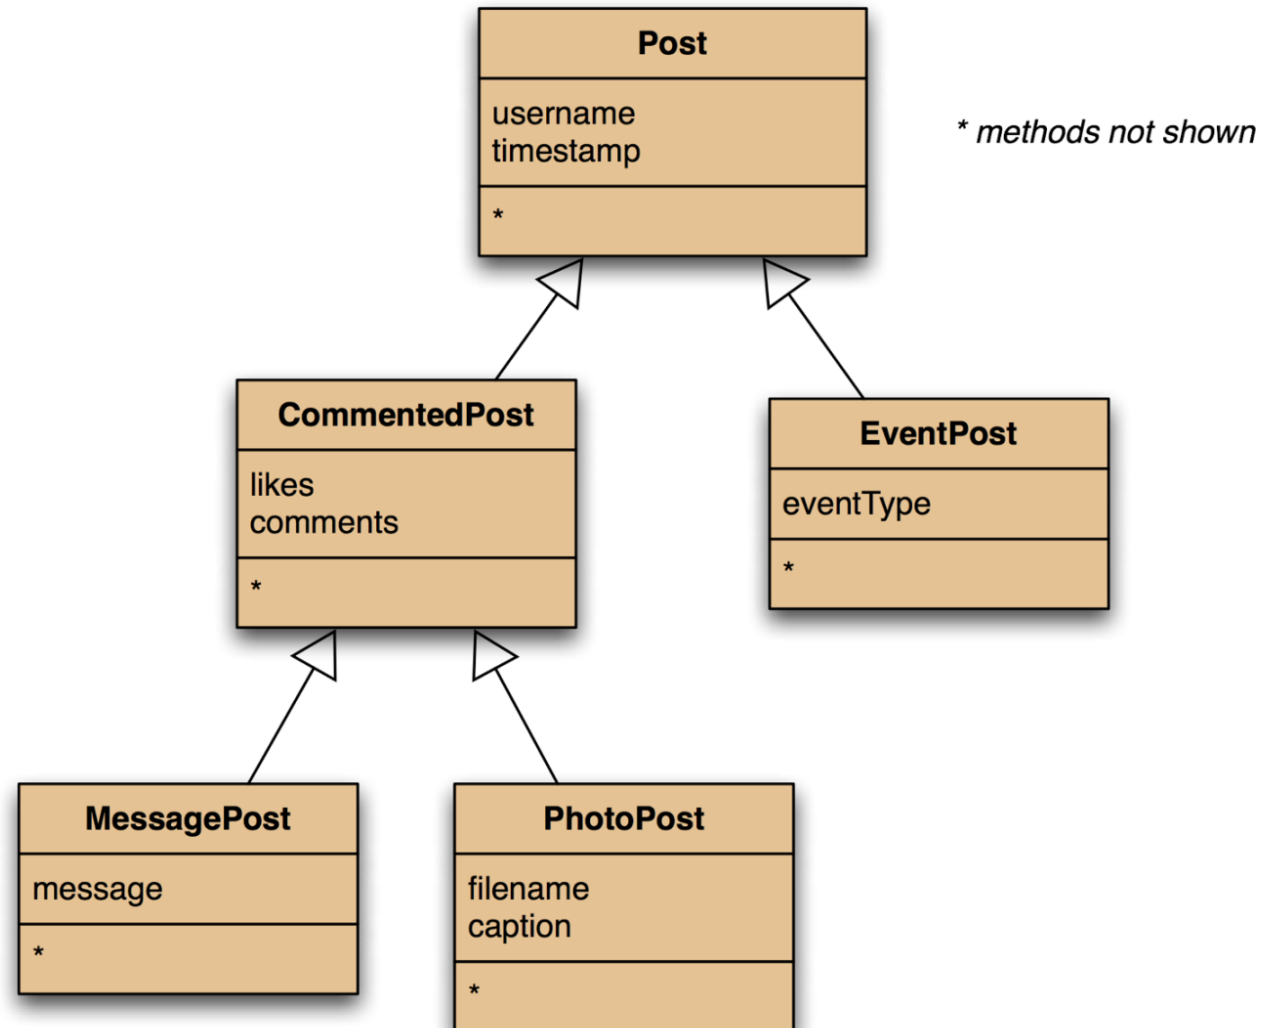 Post
username
timestamp
*
* methods not shown
CommentedPost
likes
comments
*
EventPost
eventType
*
MessagePost
message
*
PhotoPost
filename
caption
*